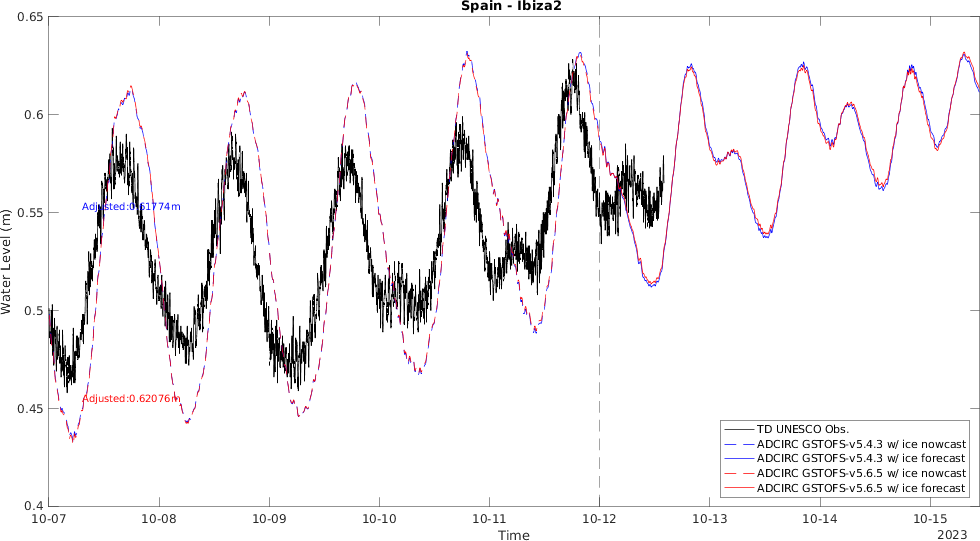 Spain - Ibiza2
0.65
0.6
0.55
0.5
0.45
0.4
Water Level (m)
Adjusted:0.61774m
Adjusted:0.62076m
TD UNESCO Obs.
ADCIRC GSTOFS-v5.4.3 w/ ice nowcast
ADCIRC GSTOFS-v5.4.3 w/ ice forecast
ADCIRC GSTOFS-v5.6.5 w/ ice nowcast
ADCIRC GSTOFS-v5.6.5 w/ ice forecast
10-07 10-08 10-09 10-10 10-11 10-12 10-13 10-14 10-15
Time
2023